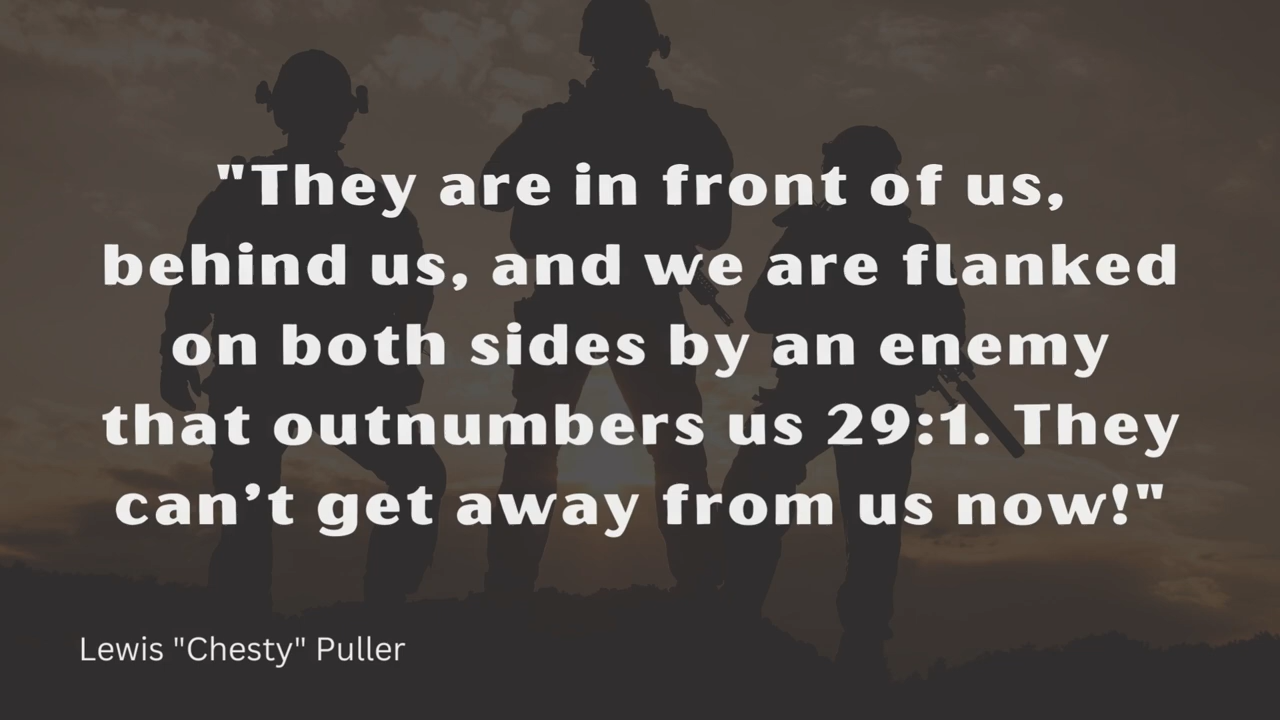 "They are in front of us,
behind us, and we are flanked
on both sides by an enemy
that outnumbers us 29:1. They
can’t get away from us now!"
Lewis "Chesty" Puller